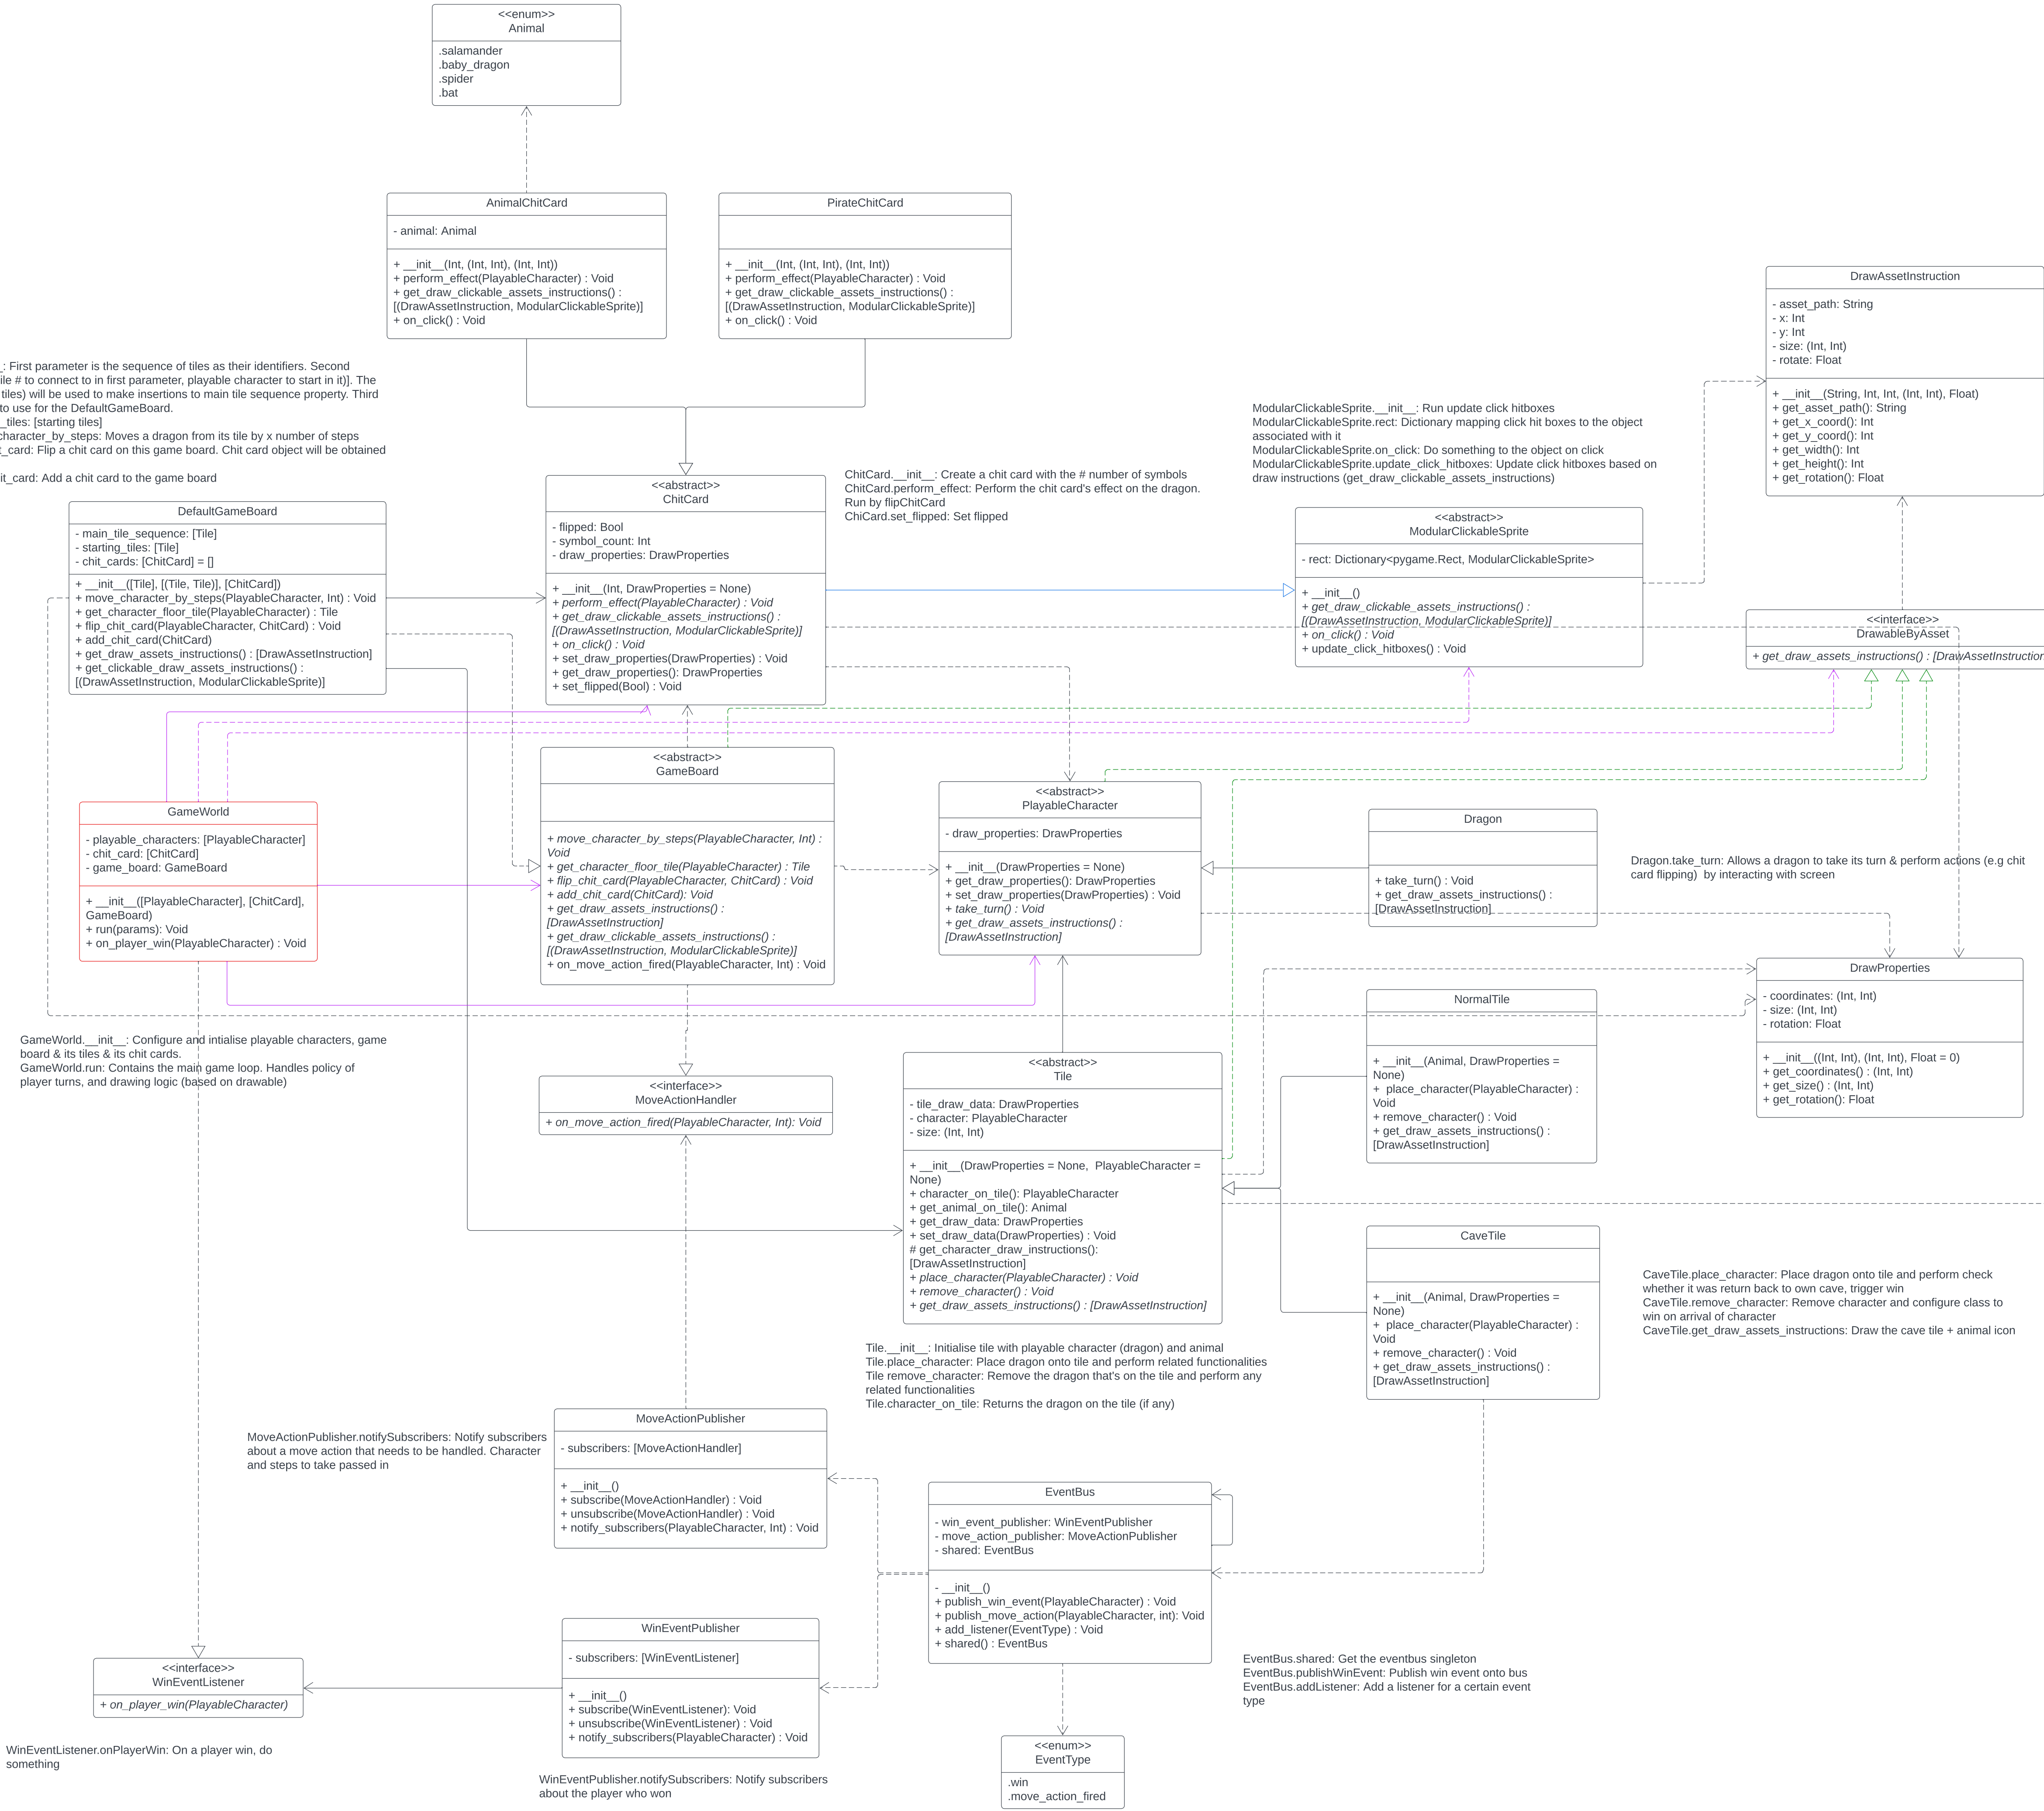 <<enum>>
Animal
.salamander
.baby_dragon
.spider
.bat
AnimalChitCard
- animal: Animal
+ __init__(Int, (Int, Int), (Int, Int))
+ perform_effect(PlayableCharacter) : Void
+ get_draw_clickable_assets_instructions() :
[(DrawAssetInstruction, ModularClickableSprite)]
+ on_click() : Void
PirateChitCard
+ __init__(Int, (Int, Int), (Int, Int))
+ perform_effect(PlayableCharacter) : Void
+ get_draw_clickable_assets_instructions() :
[(DrawAssetInstruction, ModularClickableSprite)]
+ on_click() : Void
DrawAssetInstruction
- asset_path: String
- x: Int
- y: Int
- size: (Int, Int)
- rotate: Float
+ __init__(String, Int, Int, (Int, Int), Float)
+ get_asset_path(): String
+ get_x_coord(): Int
+ get_y_coord(): Int
+ get_width(): Int
+ get_height(): Int
+ get_rotation(): Float
_: First parameter is the sequence of tiles as their identifiers. Second
ile # to connect to in first parameter, playable character to start in it)]. The
tiles) will be used to make insertions to main tile sequence property. Third
to use for the DefaultGameBoard.
_tiles: [starting tiles]
character_by_steps: Moves a dragon from its tile by x number of steps
t_card: Flip a chit card on this game board. Chit card object will be obtained
it_card: Add a chit card to the game board
ModularClickableSprite.__init__: Run update click hitboxes
ModularClickableSprite.rect: Dictionary mapping click hit boxes to the object
associated with it
ModularClickableSprite.on_click: Do something to the object on click
ModularClickableSprite.update_click_hitboxes: Update click hitboxes based on
draw instructions (get_draw_clickable_assets_instructions)
ChitCard.__init__: Create a chit card with the # number of symbols
ChitCard.perform_effect: Perform the chit card's effect on the dragon.
Run by flipChitCard
ChiCard.set_flipped: Set flipped
DefaultGameBoard
- main_tile_sequence: [Tile]
- starting_tiles: [Tile]
- chit_cards: [ChitCard] = []
+ __init__([Tile], [(Tile, Tile)], [ChitCard])
+ move_character_by_steps(PlayableCharacter, Int) : Void
+ get_character_floor_tile(PlayableCharacter) : Tile
+ flip_chit_card(PlayableCharacter, ChitCard) : Void
+ add_chit_card(ChitCard)
+ get_draw_assets_instructions() : [DrawAssetInstruction]
+ get_clickable_draw_assets_instructions() :
[(DrawAssetInstruction, ModularClickableSprite)]
<<abstract>>
ChitCard
- flipped: Bool
- symbol_count: Int
- draw_properties: DrawProperties
+ __init__(Int, DrawProperties = None)
+ perform_effect(PlayableCharacter) : Void
+ get_draw_clickable_assets_instructions() :
[(DrawAssetInstruction, ModularClickableSprite)]
+ on_click() : Void
+ set_draw_properties(DrawProperties) : Void
+ get_draw_properties(): DrawProperties
+ set_flipped(Bool) : Void
<<abstract>>
ModularClickableSprite
- rect: Dictionary<pygame.Rect, ModularClickableSprite>
+ __init__()
+ get_draw_clickable_assets_instructions() :
[(DrawAssetInstruction, ModularClickableSprite)]
+ on_click() : Void
+ update_click_hitboxes() : Void
<<interface>>
DrawableByAsset
+ get_draw_assets_instructions() : [DrawAssetInstruction
GameWorld
- playable_characters: [PlayableCharacter]
- chit_card: [ChitCard]
- game_board: GameBoard
+ __init__([PlayableCharacter], [ChitCard],
GameBoard)
+ run(params): Void
+ on_player_win(PlayableCharacter) : Void
<<abstract>>
GameBoard
+ move_character_by_steps(PlayableCharacter, Int) :
Void
+ get_character_floor_tile(PlayableCharacter) : Tile
+ flip_chit_card(PlayableCharacter, ChitCard) : Void
+ add_chit_card(ChitCard): Void
+ get_draw_assets_instructions() :
[DrawAssetInstruction]
+ get_draw_clickable_assets_instructions() :
[(DrawAssetInstruction, ModularClickableSprite)]
+ on_move_action_fired(PlayableCharacter, Int) : Void
<<abstract>>
PlayableCharacter
- draw_properties: DrawProperties
+ __init__(DrawProperties = None)
+ get_draw_properties(): DrawProperties
+ set_draw_properties(DrawProperties) : Void
+ take_turn() : Void
+ get_draw_assets_instructions() :
[DrawAssetInstruction]
Dragon
+ take_turn() : Void
+ get_draw_assets_instructions() :
[DrawAssetInstruction]
Dragon.take_turn: Allows a dragon to take its turn & perform actions (e.g chit
card flipping)  by interacting with screen
DrawProperties
- coordinates: (Int, Int)
- size: (Int, Int)
- rotation: Float
+ __init__((Int, Int), (Int, Int), Float = 0)
+ get_coordinates() : (Int, Int)
+ get_size() : (Int, Int)
+ get_rotation(): Float
GameWorld.__init__: Configure and intialise playable characters, game
board & its tiles & its chit cards.
GameWorld.run: Contains the main game loop. Handles policy of
player turns, and drawing logic (based on drawable)
<<interface>>
MoveActionHandler
+ on_move_action_fired(PlayableCharacter, Int): Void
<<abstract>>
Tile
- tile_draw_data: DrawProperties
- character: PlayableCharacter
- size: (Int, Int)
+ __init__(DrawProperties = None,  PlayableCharacter =
None)
+ character_on_tile(): PlayableCharacter
+ get_animal_on_tile(): Animal
+ get_draw_data: DrawProperties
+ set_draw_data(DrawProperties) : Void
# get_character_draw_instructions():
[DrawAssetInstruction]
+ place_character(PlayableCharacter) : Void
+ remove_character() : Void
+ get_draw_assets_instructions() : [DrawAssetInstruction]
NormalTile
+ __init__(Animal, DrawProperties =
None)
+  place_character(PlayableCharacter) :
Void
+ remove_character() : Void
+ get_draw_assets_instructions() :
[DrawAssetInstruction]
CaveTile
+ __init__(Animal, DrawProperties =
None)
+  place_character(PlayableCharacter) :
Void
+ remove_character() : Void
+ get_draw_assets_instructions() :
[DrawAssetInstruction]
CaveTile.place_character: Place dragon onto tile and perform check
whether it was return back to own cave, trigger win
CaveTile.remove_character: Remove character and configure class to
win on arrival of character
CaveTile.get_draw_assets_instructions: Draw the cave tile + animal icon
Tile.__init__: Initialise tile with playable character (dragon) and animal
Tile.place_character: Place dragon onto tile and perform related functionalities
Tile remove_character: Remove the dragon that's on the tile and perform any
related functionalities
Tile.character_on_tile: Returns the dragon on the tile (if any)
MoveActionPublisher.notifySubscribers: Notify subscribers
about a move action that needs to be handled. Character
and steps to take passed in
MoveActionPublisher
- subscribers: [MoveActionHandler]
+ __init__()
+ subscribe(MoveActionHandler) : Void
+ unsubscribe(MoveActionHandler) : Void
+ notify_subscribers(PlayableCharacter, Int) : Void
EventBus
- win_event_publisher: WinEventPublisher
- move_action_publisher: MoveActionPublisher
- shared: EventBus
- __init__()
+ publish_win_event(PlayableCharacter) : Void
+ publish_move_action(PlayableCharacter, int): Void
+ add_listener(EventType) : Void
+ shared() : EventBus
WinEventPublisher
- subscribers: [WinEventListener]
+ __init__()
+ subscribe(WinEventListener): Void
+ unsubscribe(WinEventListener) : Void
+ notify_subscribers(PlayableCharacter) : Void
<<interface>>
WinEventListener
+ on_player_win(PlayableCharacter)
EventBus.shared: Get the eventbus singleton
EventBus.publishWinEvent: Publish win event onto bus
EventBus.addListener: Add a listener for a certain event
type
WinEventListener.onPlayerWin: On a player win, do
something
WinEventPublisher.notifySubscribers: Notify subscribers
about the player who won
<<enum>>
EventType
.win
.move_action_fired